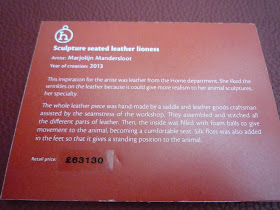 Sculpture seated leather lioness
Artist: Marjolijn Mandersloot
Year of creation: 2013
This inspiration for the artist was leather from the Home department. She liked the
wrinkles on the leather because it could give more realism to her animal sculptures,
her specialty.
The whole leather piece was hand-made by a saddle and leather goods craftsman
assisted by the seamstress of the workshop. They assembled and stitched all
the different parts of leather. Then, the inside was filled with foam balls to give
movement to the animal, becoming a comfortable seat. Silk floss was also added
in the feet so that it gives a standing position to the animal.
Retail price: £63130